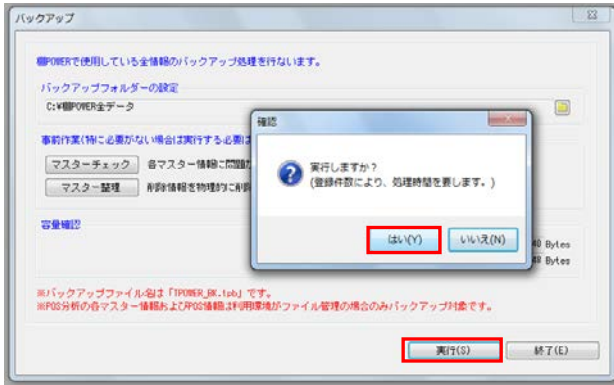 バックアップ
棚POWERで使用している全情報のバックアップ処理を行ないます。
バックアップフォルダーの設定
C:¥棚POWER全データ
事前作業(特に必要がない場合は実行する必要は
マスターチェック 各マスター情報に問題が
マスター整理 削除情報を物理的に削除
容量確認
Bytes
Bytes
確認
実行しますか?
(登録件数により、処理時間を要します。)
はい(Y) いいえ(N)
※バックアップファイル名は「TPOWER_BK.tpb」です。
※POS分析の各マスター情報およびPOS情報は利用環境がファイル管理の場合のみバックアップ対象です。
実行(S) 終了(E)